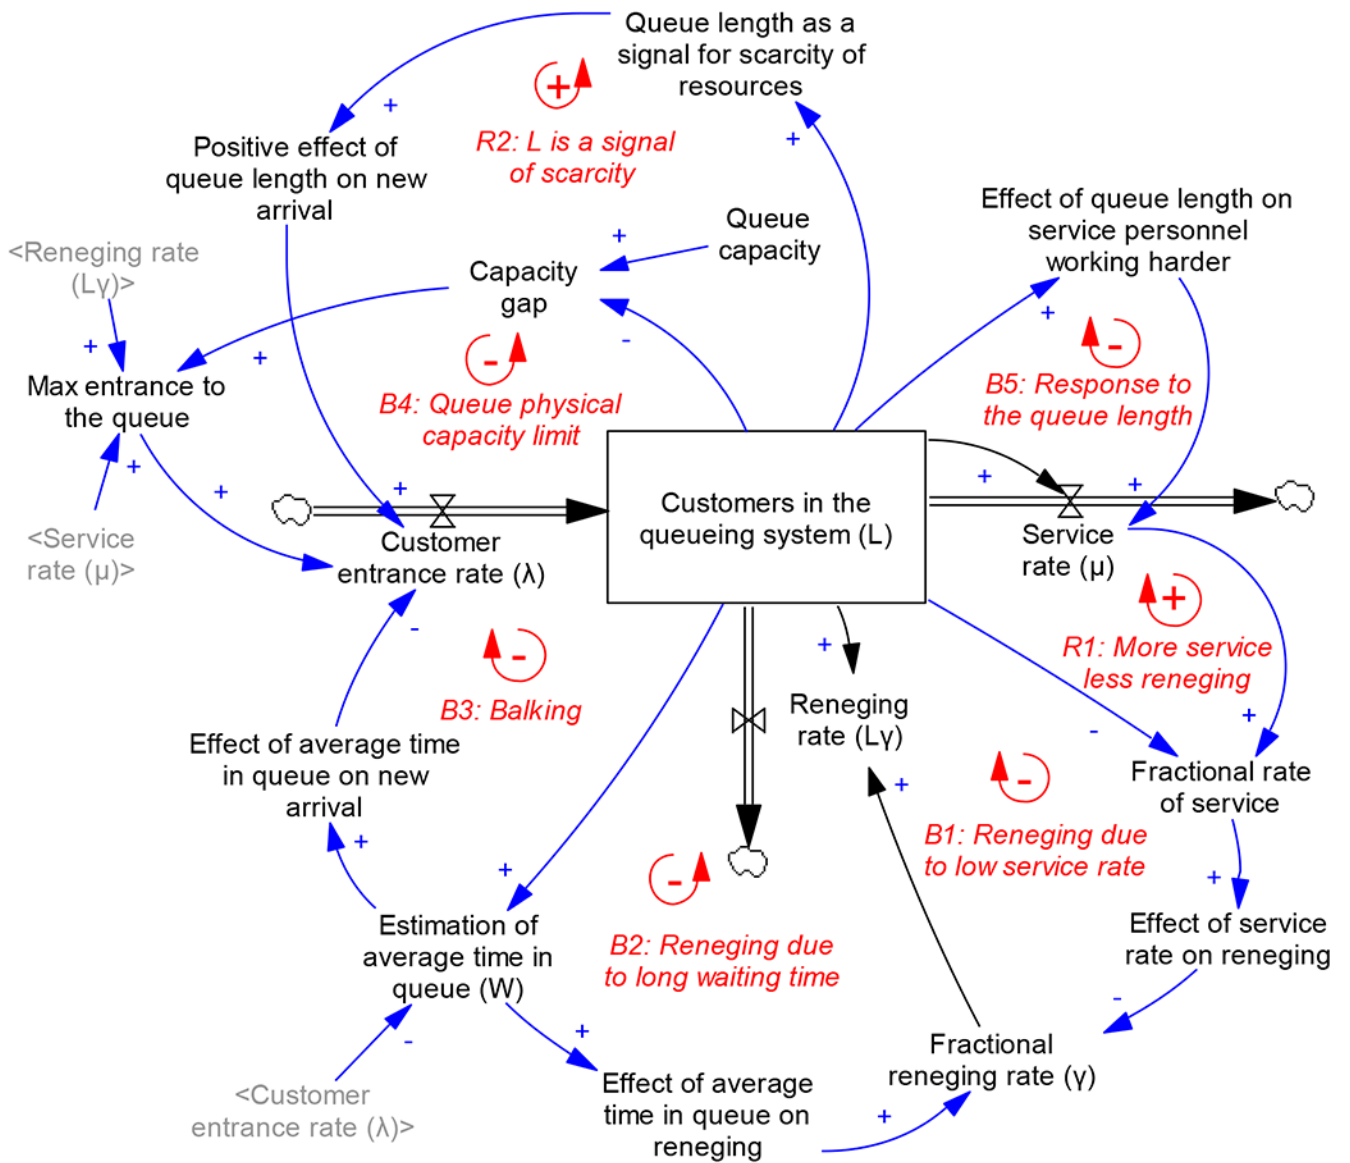 Queue length as a
signal for scarcity of
resources
+
+
R2: L is a signal
of scarcity
+
Positive effect of
queue length on new
arrival
Effect of queue length on
service personnel
working harder
Queue
capacity
+
<Reneging rate
(Lγ)>
Capacity
gap
+
-
+
+
-
B4: Queue physical
capacity limit
-
B5: Response to
the queue length
Max entrance to
the queue
+
+
+
+
+
Customers in the
queueing system (L)
<Service
rate (μ)>
Customer
entrance rate (λ)
Service
rate (μ)
+
R1: More service
less reneging
-
-
B3: Balking
+
Reneging
rate (Lγ)
+
-
Effect of average time
in queue on new
arrival
Fractional rate
of service
+
-
B1: Reneging due
to low service rate
+
+
-
B2: Reneging due
to long waiting time
+
Estimation of
average time in
queue (W)
Effect of service
rate on reneging
-
-
+
<Customer
entrance rate (λ)>
Effect of average
time in queue on
reneging
Fractional
reneging rate (γ)
+